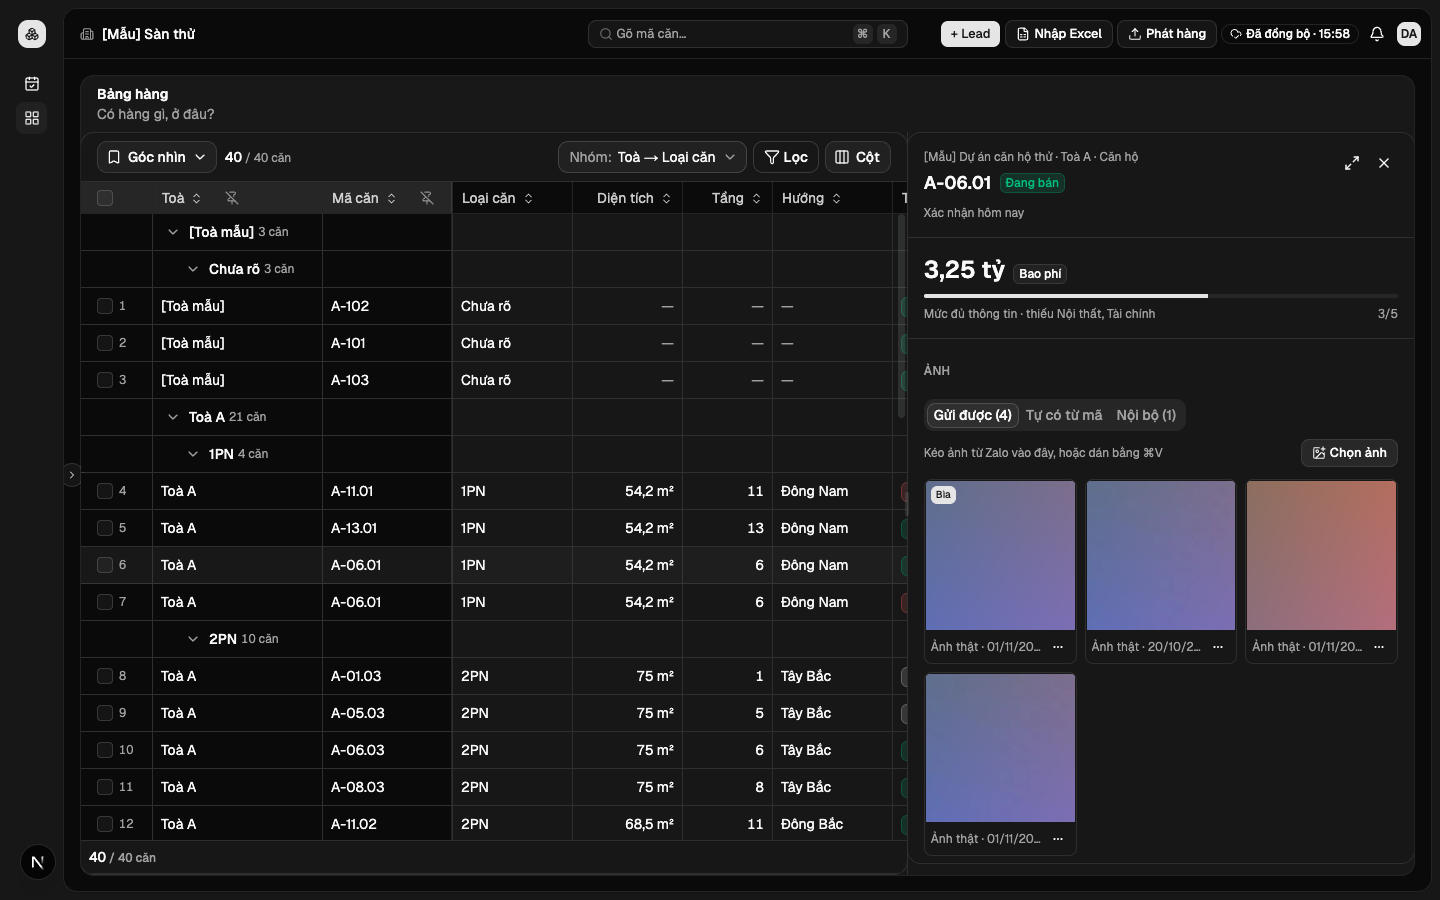 [Mẫu] Sàn thử
Gõ mã căn... ⌘ K
+ Lead
Nhập Excel
Phát hàng
Đã đồng bộ · 15:58
DA
Bảng hàng
Có hàng gì, ở đâu?
Góc nhìn
40 / 40 căn
Nhóm: Toà → Loại căn
Lọc
Cột
Toà Mã căn Loại căn Diện tích Tầng Hướng T
[Toà mẫu] 3 căn
Chưa rõ 3 căn
1 [Toà mẫu] A-102 Chưa rõ — — —
2 [Toà mẫu] A-101 Chưa rõ — — —
3 [Toà mẫu] A-103 Chưa rõ — — —
Toà A 21 căn
1PN 4 căn
4 Toà A A-11.01 1PN 54,2 m² 11 Đông Nam
5 Toà A A-13.01 1PN 54,2 m² 13 Đông Nam
6 Toà A A-06.01 1PN 54,2 m² 6 Đông Nam
7 Toà A A-06.01 1PN 54,2 m² 6 Đông Nam
2PN 10 căn
8 Toà A A-01.03 2PN 75 m² 1 Tây Bắc
9 Toà A A-05.03 2PN 75 m² 5 Tây Bắc
10 Toà A A-06.03 2PN 75 m² 6 Tây Bắc
11 Toà A A-08.03 2PN 75 m² 8 Tây Bắc
12 Toà A A-11.02 2PN 68,5 m² 11 Đông Bắc
40 / 40 căn
N
[Mẫu] Dự án căn hộ thử · Toà A · Căn hộ
A-06.01 Đang bán
Xác nhận hôm nay
3,25 tỷ Bao phí
Mức đủ thông tin · thiếu Nội thất, Tài chính 3/5
ẢNH
Gửi được (4) Tự có từ mã Nội bộ (1)
Kéo ảnh từ Zalo vào đây, hoặc dán bằng ⌘V
Chọn ảnh
Bìa
Ảnh thật · 01/11/20... ···
Ảnh thật · 20/10/2... ···
Ảnh thật · 01/11/20... ···
Ảnh thật · 01/11/20... ···